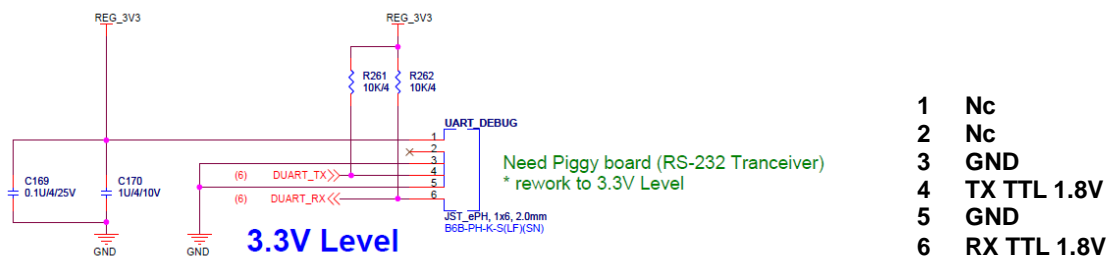 REG_3V3
REG_3V3
R261
10K/4
R262
10K/4
UART_DEBUG
1
2
3
4
5
6
C169
0.1U/4/25V
C170
1U/4/10V
(6) DUART_TX
(6) DUART_RX
GND
GND
3.3V Level
JST_ePH, 1x6, 2.0mm
B6B-PH-K-S(LF)(SN)
Need Piggy board (RS-232 Tranceiver)
* rework to 3.3V Level
1 Nc
2 Nc
3 GND
4 TX TTL 1.8V
5 GND
6 RX TTL 1.8V